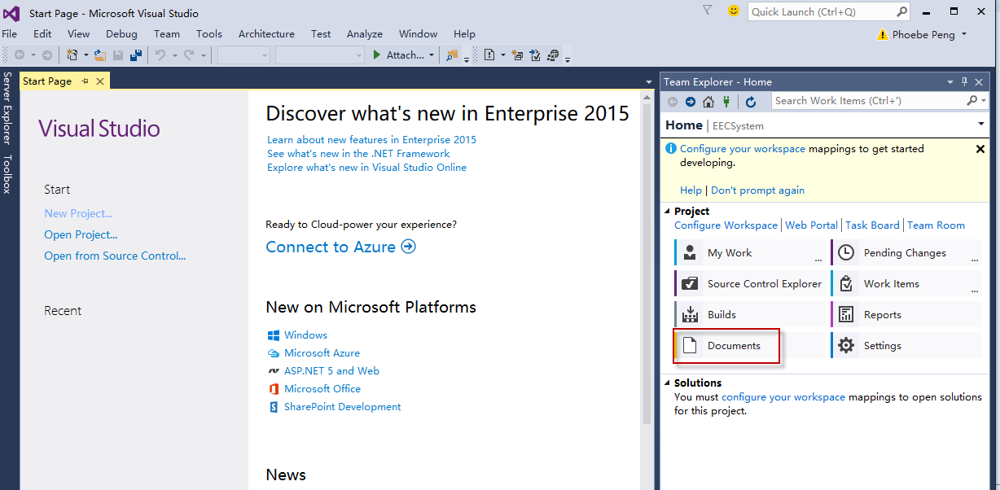 Start Page - Microsoft Visual Studio
Quick Launch (Ctrl+Q)
File Edit View Debug Team Tools Architecture Test Analyze Window Help
Phoebe Peng
Attach...
Server Explorer
Toolbox
Start Page
Visual Studio
Start
New Project...
Open Project...
Open from Source Control...
Recent
Discover what's new in Enterprise 2015
Learn about new features in Enterprise 2015
See what's new in the .NET Framework
Explore what's new in Visual Studio Online
Ready to Cloud-power your experience?
Connect to Azure
New on Microsoft Platforms
Windows
Microsoft Azure
ASP.NET 5 and Web
Microsoft Office
SharePoint Development
News
Team Explorer - Home
Search Work Items (Ctrl+')
Home | EECSystem
Configure your workspace mappings to get started
developing.
Help | Don't prompt again
Project
Configure Workspace | Web Portal | Task Board | Team Room
My Work ...
Pending Changes ...
Source Control Explorer
Work Items ...
Builds
Reports
Documents
Settings
Solutions
You must configure your workspace mappings to open solutions
for this project.